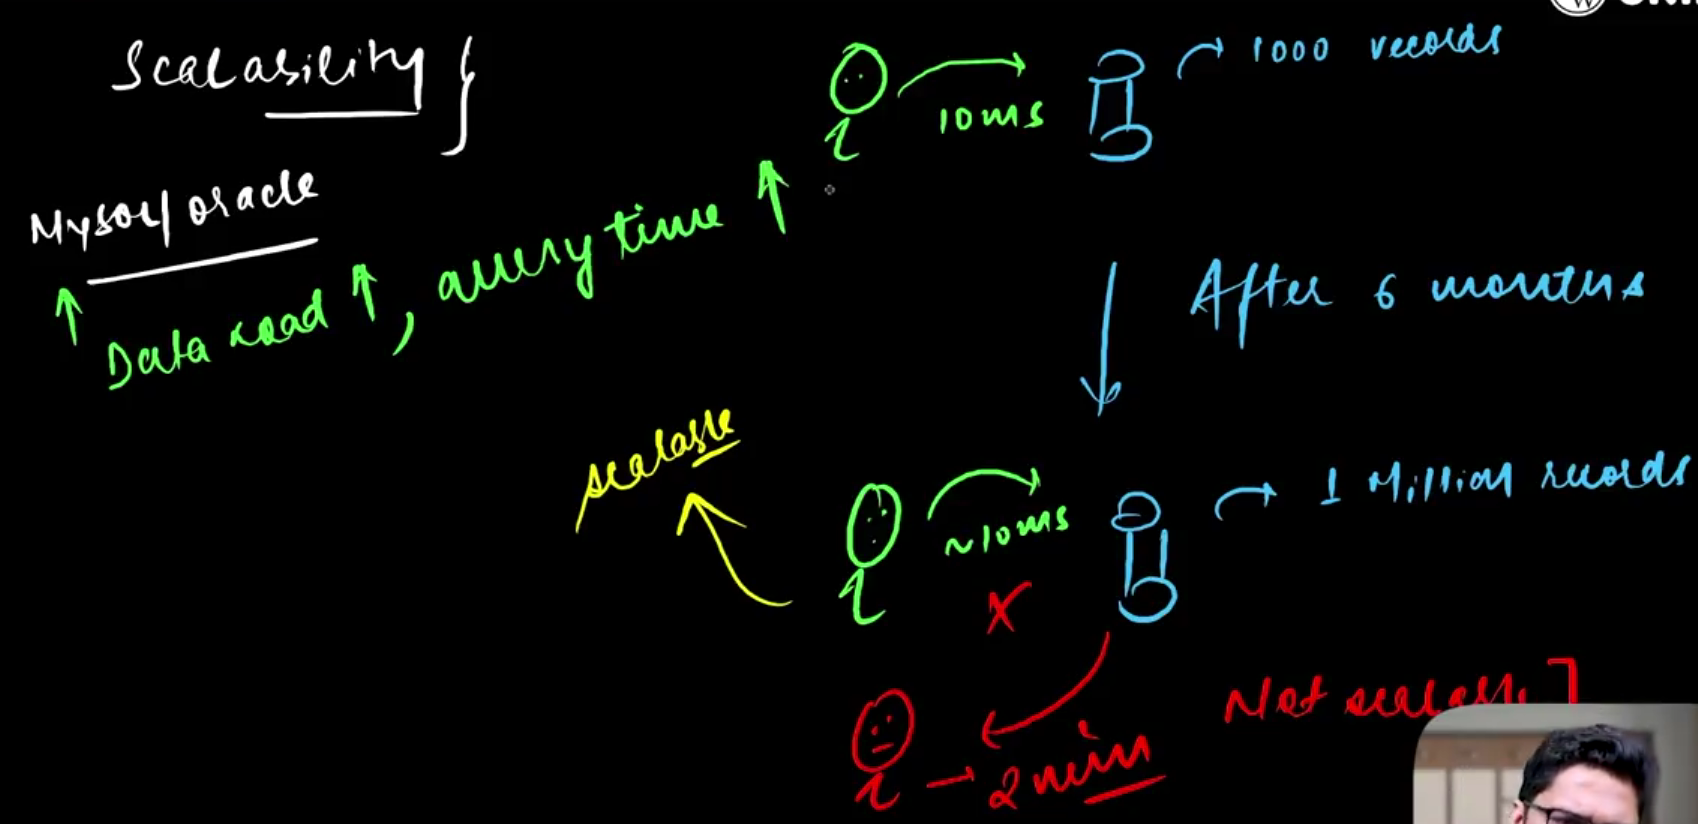 Scalability
1000 records
10ms
Mysql/oracle
Data load ↑, query time ↑
After 6 months
scalable
1 Million records
~10ms
X
Not scalable
2 min